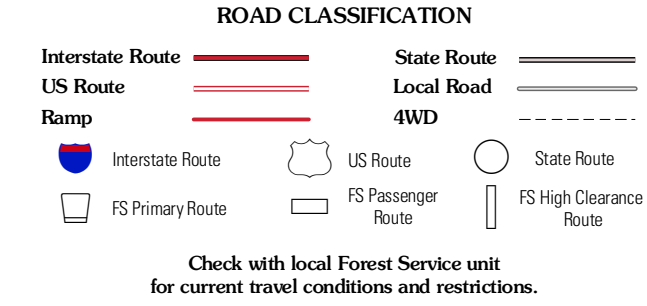 ROAD CLASSIFICATION
Interstate Route
State Route
US Route
Local Road
Ramp
4WD
Interstate Route
US Route
State Route
FS Primary Route
FS Passenger
Route
FS High Clearance
Route
Check with local Forest Service unit
for current travel conditions and restrictions.